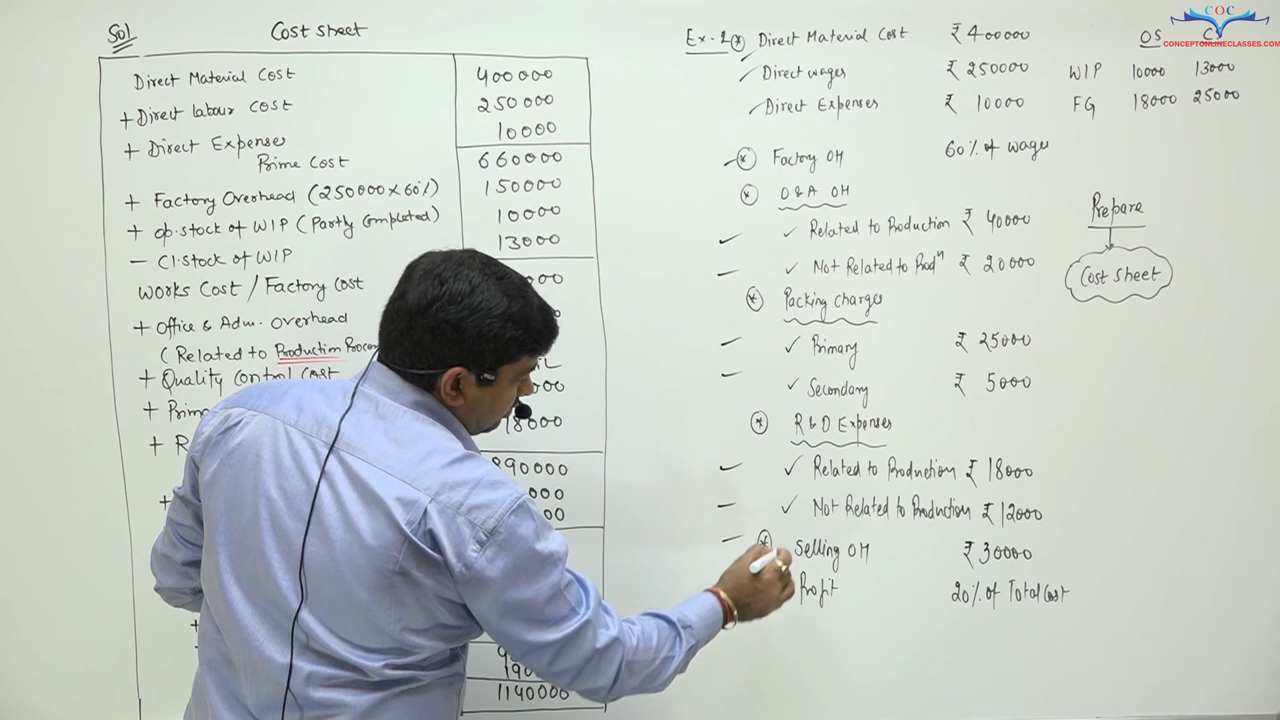 Sol
Cost sheet
Direct Material Cost 400000
+ Direct labour Cost 250000
+ Direct Expenses 10000
Prime Cost 660000
+ Factory Overhead (250000 x 60%) 150000
+ op. stock of WIP (Partly Completed) 10000
- Cl. stock of WIP 13000
Works Cost / Factory Cost
+ Office & Adm. overhead
(Related to Production
+ Quality Control Cost
+
+ 18000
890000
+
1140000
Ex-2 Direct Material Cost ₹ 400000
Direct wages ₹ 250000
Direct Expenses ₹ 10000
Factory OH 60% of wages
O & A OH
✓ Related to Production ₹ 40000
✓ Not Related to Prodn ₹ 20000
Packing charges
✓ Primary ₹ 25000
✓ Secondary ₹ 5000
R & D Expenses
✓ Related to Production ₹ 18000
✓ Not Related to Production ₹ 12000
Selling OH ₹ 30000
Profit 20% of Total Cost
OS
WIP 10000 13000
FG 18000 25000
Prepare
Cost sheet
COC
CONCEPTONLINECLASSES.COM